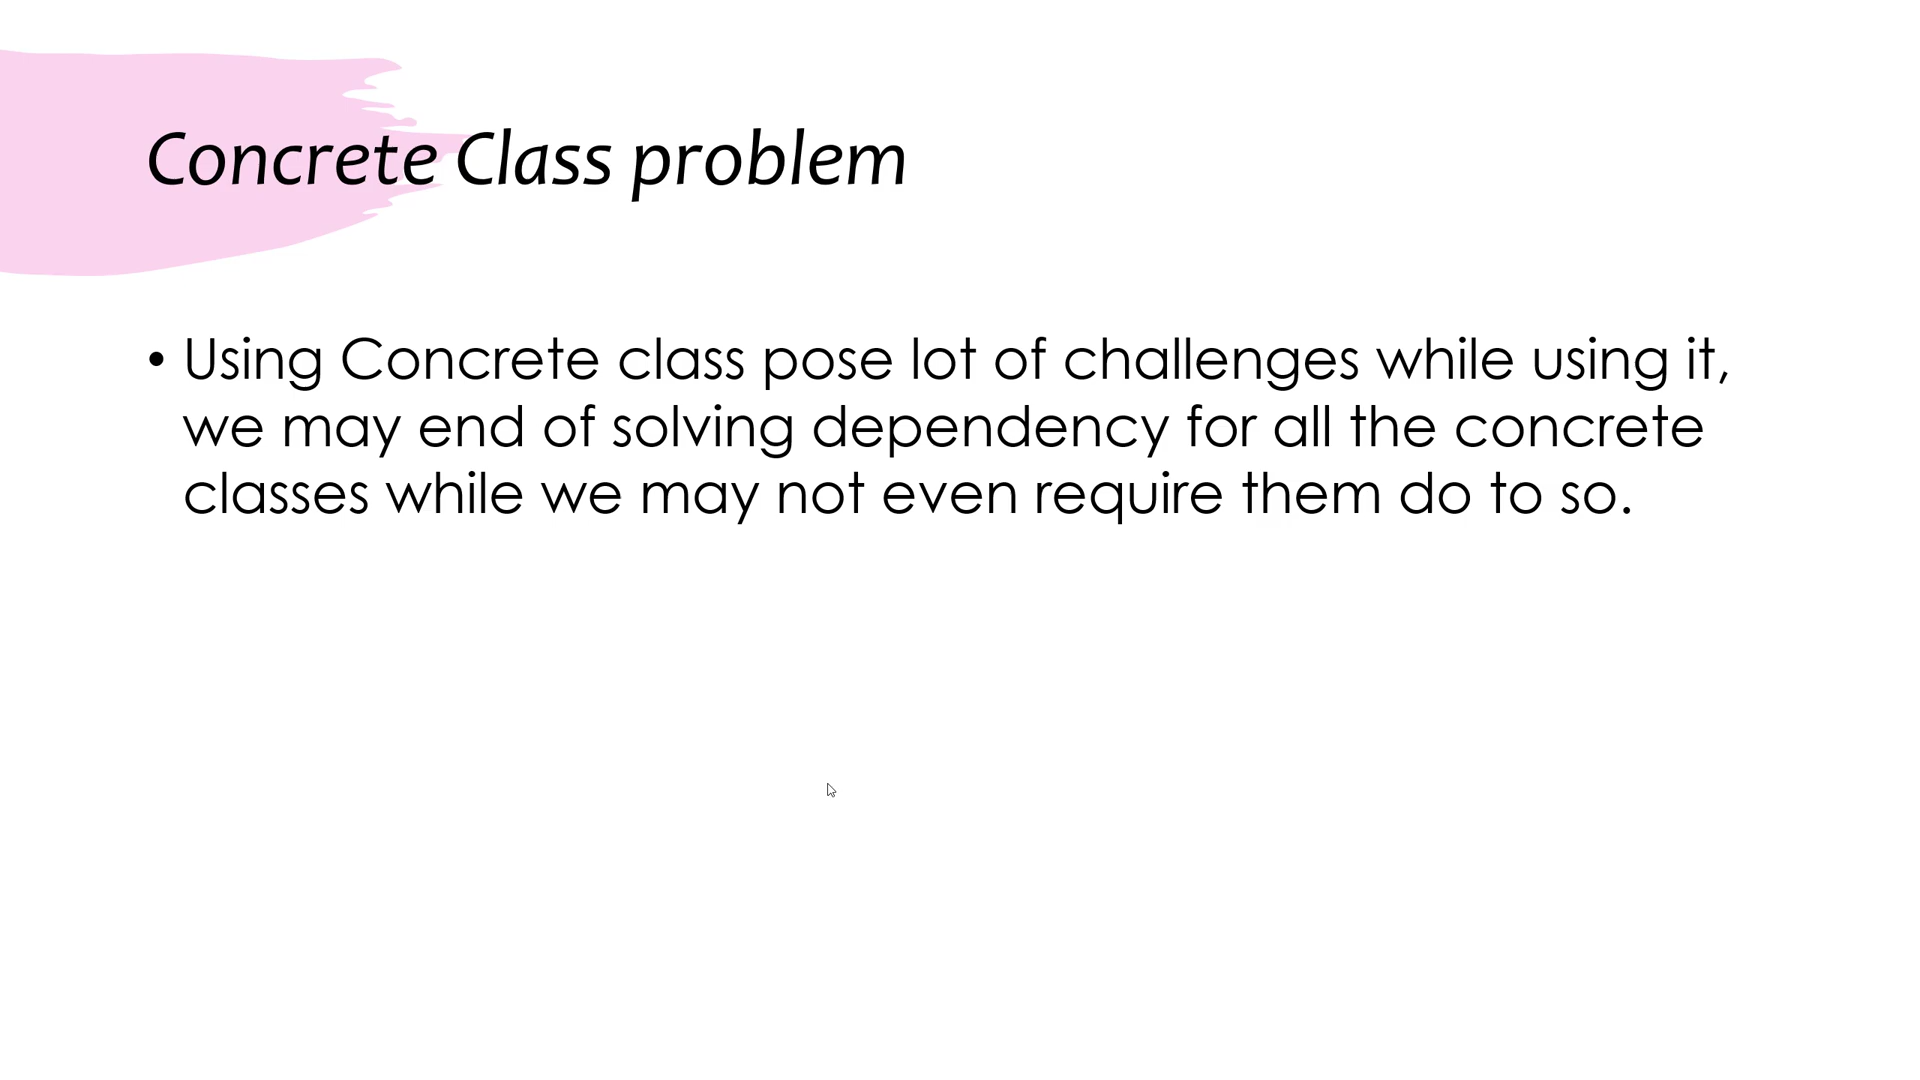 Concrete Class problem
• Using Concrete class pose lot of challenges while using it,
we may end of solving dependency for all the concrete
classes while we may not even require them do to so.